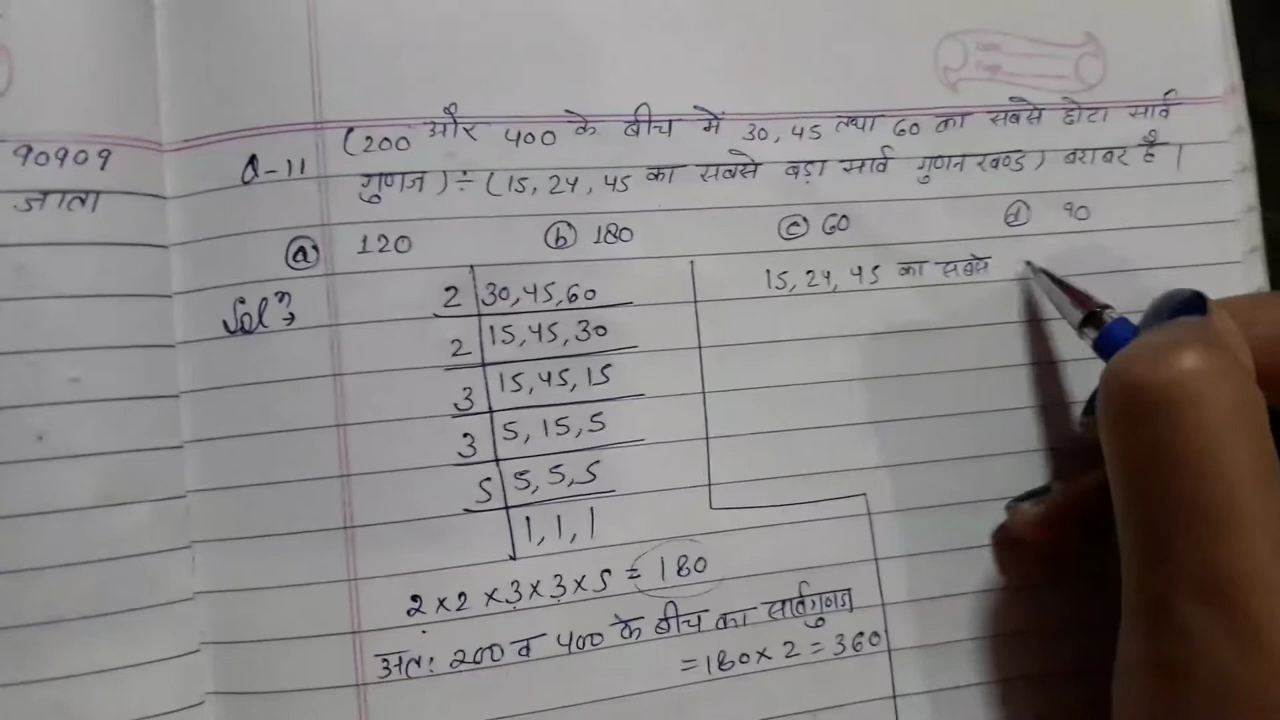 90909
जाता
Q-11 (200 और 400 के बीच में 30, 45 तथा 60 का सबसे छोटा सार्व
गुणज) ÷ (15, 24, 45 का सबसे बड़ा सार्व गुणनखण्ड) बराबर है।
(a) 120 (b) 180 (c) 60 (d) 90
Solⁿ→
2 | 30, 45, 60
2 | 15, 45, 30
3 | 15, 45, 15
3 | 5, 15, 5
5 | 5, 5, 5
1, 1, 1
2 × 2 × 3 × 3 × 5 = 180
अतः 200 व 400 के बीच का सार्वगुणज
= 180 × 2 = 360
15, 24, 45 का सबसे